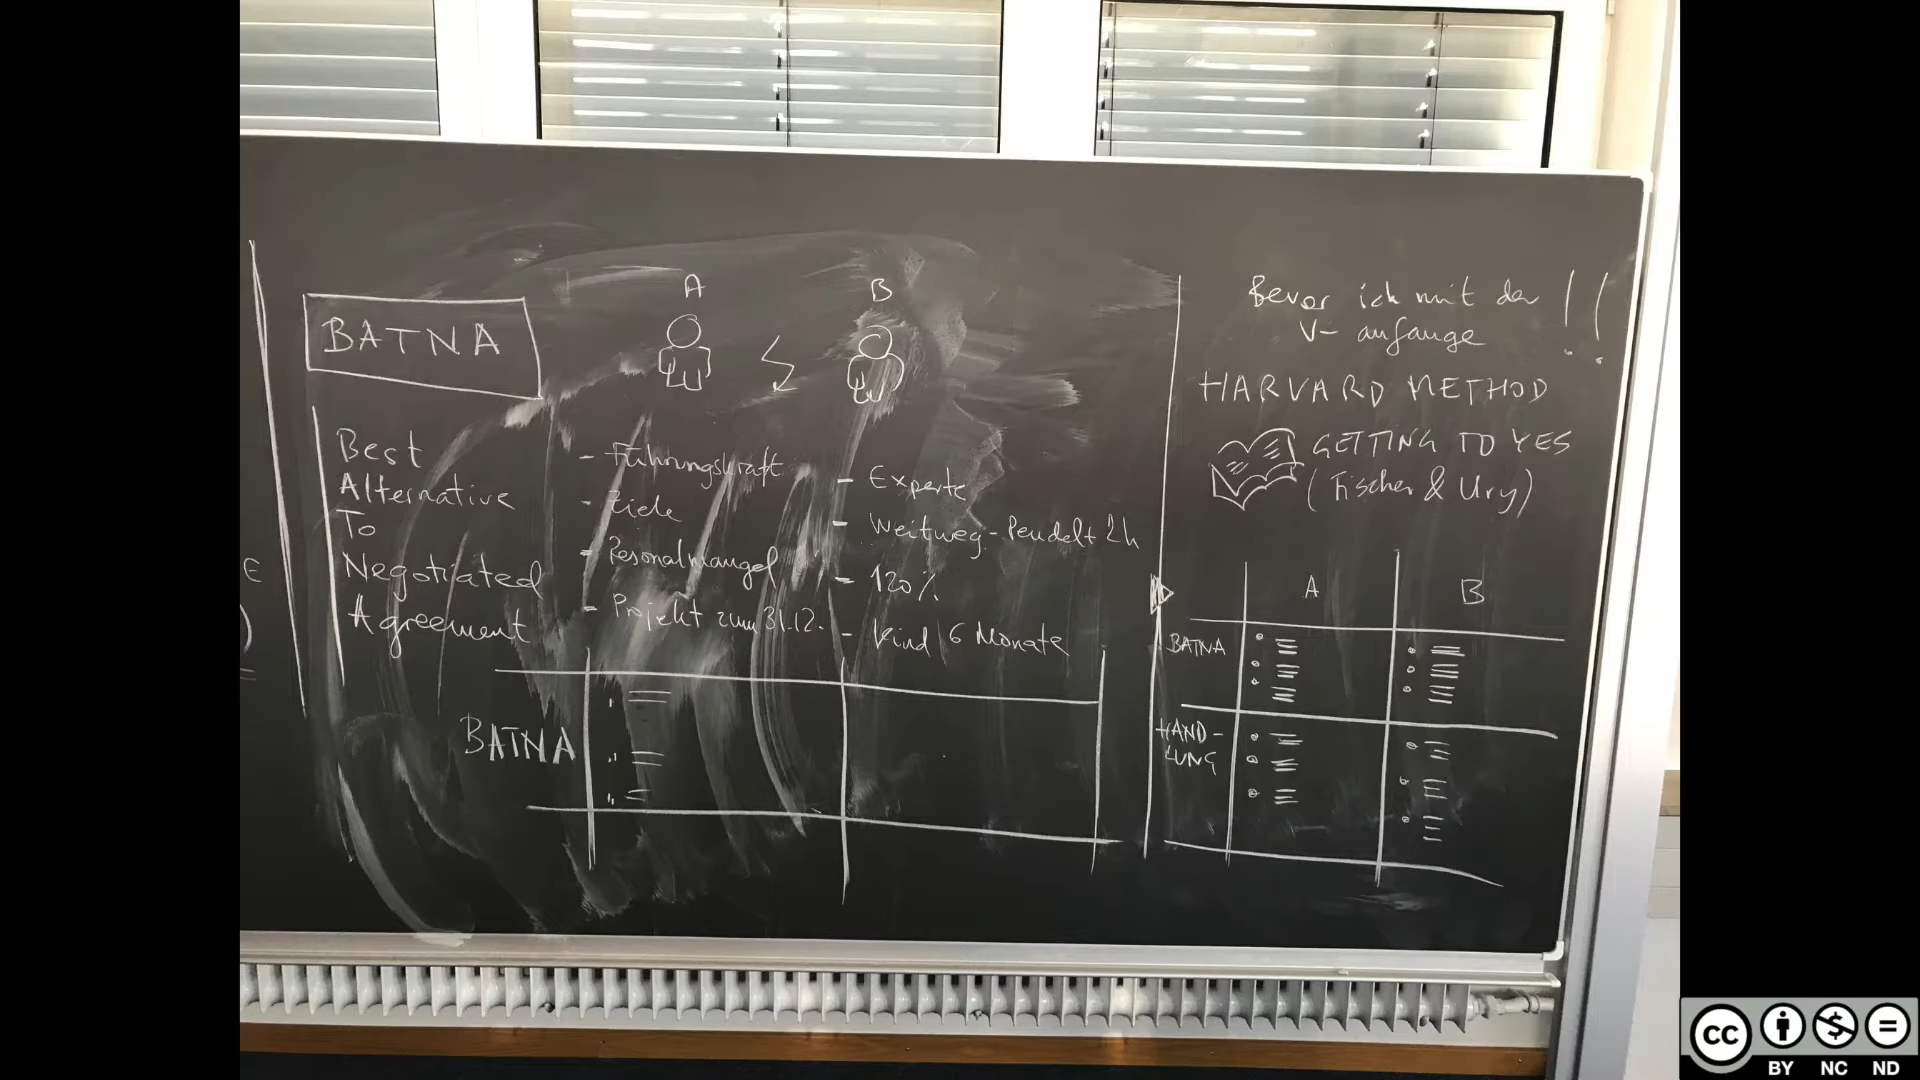 BATNA
Best
Alternative
To
Negotiated
Agreement
A
- Führungskraft
- Ziele
- Pesonalmangel
- Projekt zum 31.12.
B
- Experte
- Weitweg - Pendelt 2h
- 120%
- Kind 6 Monate
BATNA
Bevor ich mit der !!
V- anfange
HARVARD METHOD
GETTING TO YES
(Fischer & Ury)
A B
BATNA
HAND-
LUNG
E
)
cc
BY NC ND